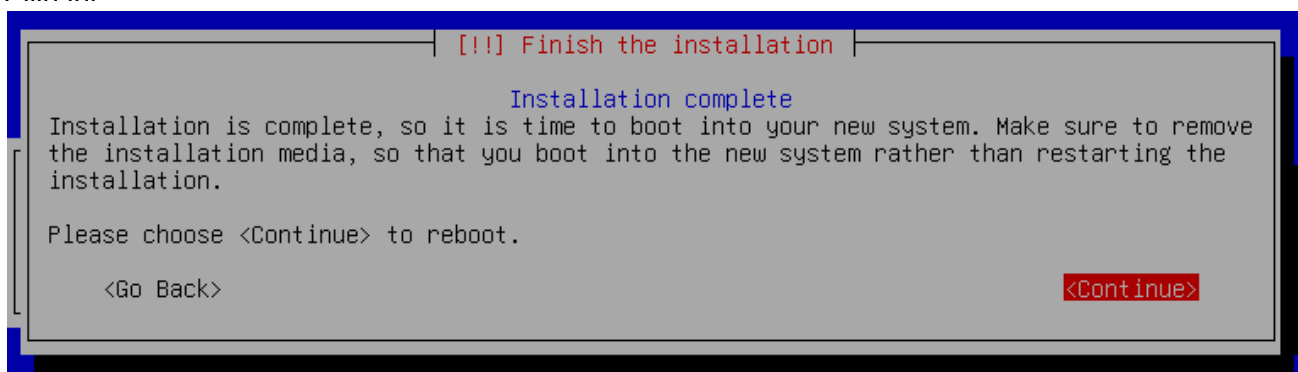 [!!] Finish the installation
Installation complete
Installation is complete, so it is time to boot into your new system. Make sure to remove
the installation media, so that you boot into the new system rather than restarting the
installation.
Please choose <Continue> to reboot.
<Go Back> <Continue>